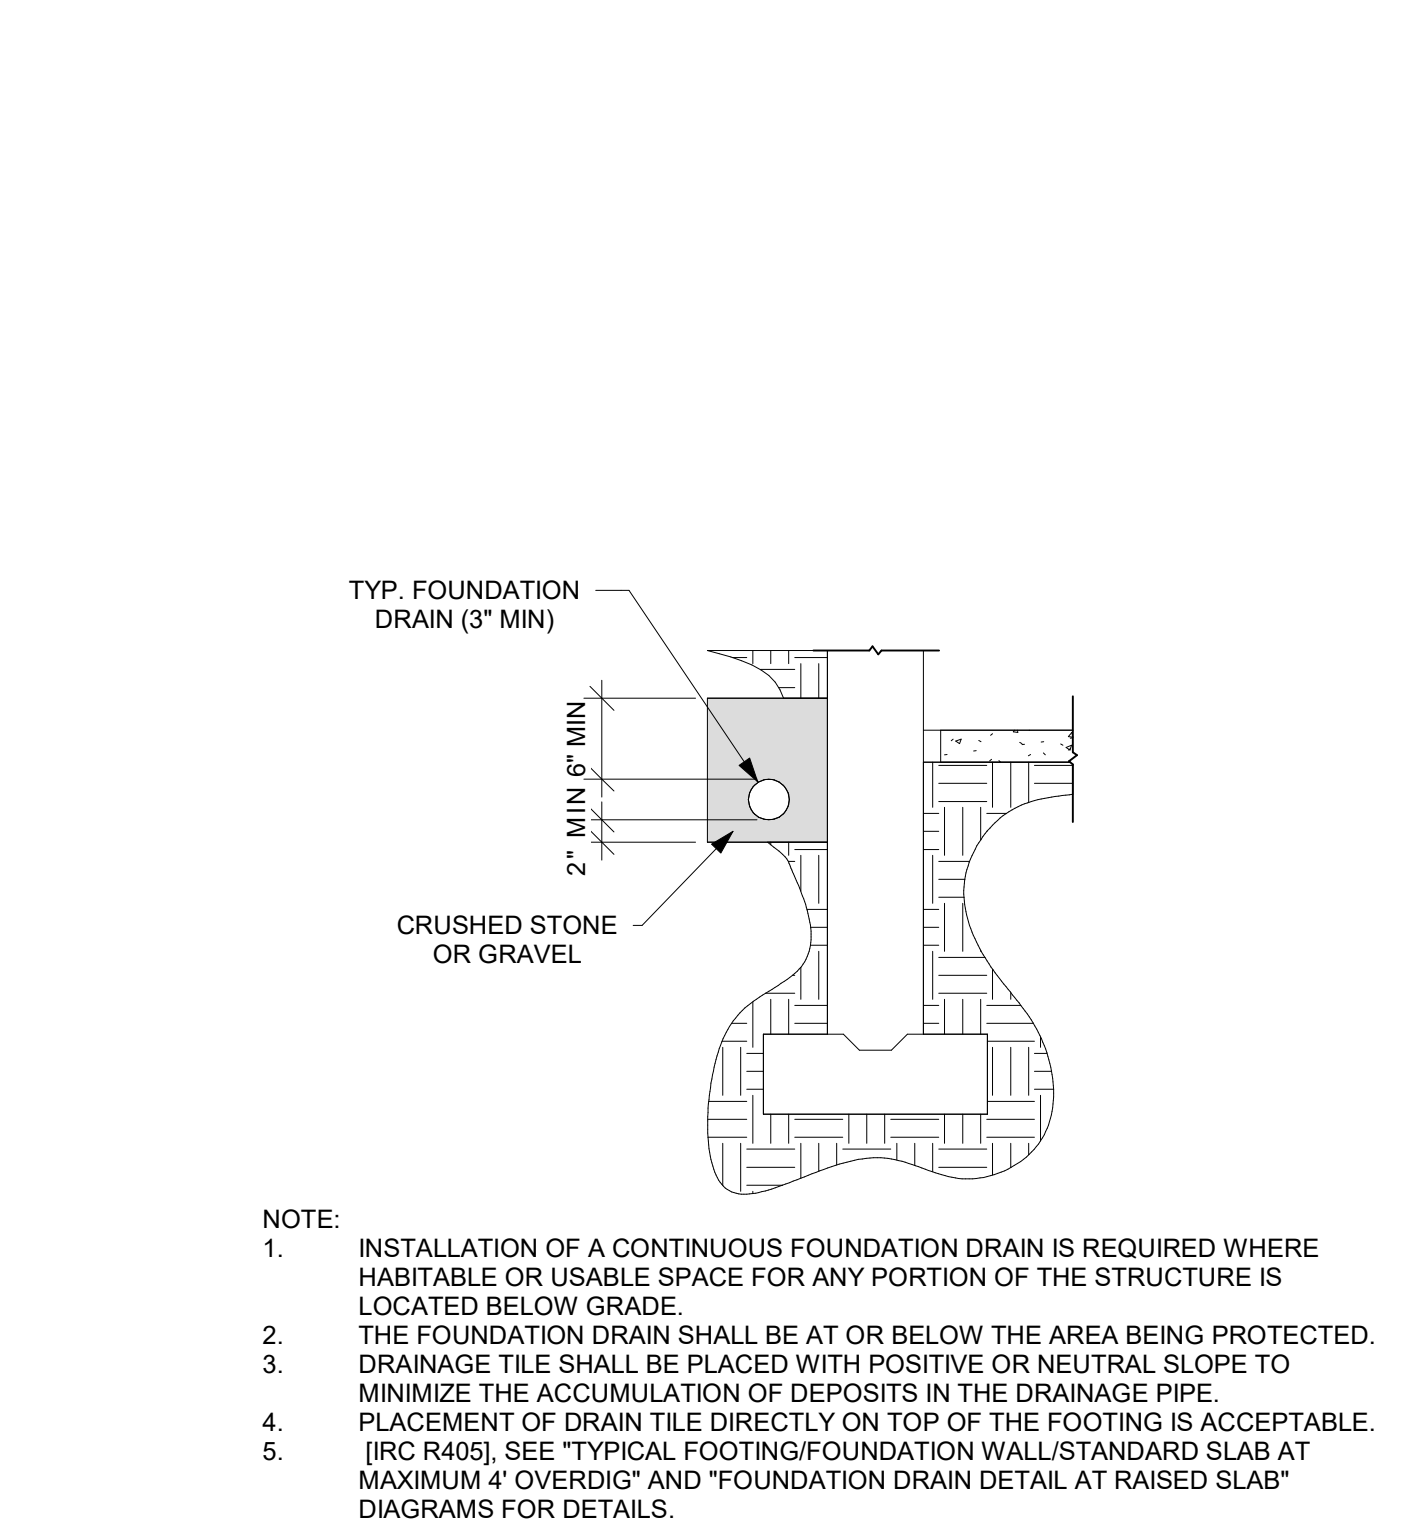 TYP. FOUNDATION
DRAIN (3" MIN)
6" MIN
2" MIN
CRUSHED STONE
OR GRAVEL
NOTE:
1. INSTALLATION OF A CONTINUOUS FOUNDATION DRAIN IS REQUIRED WHERE
HABITABLE OR USABLE SPACE FOR ANY PORTION OF THE STRUCTURE IS
LOCATED BELOW GRADE.
2. THE FOUNDATION DRAIN SHALL BE AT OR BELOW THE AREA BEING PROTECTED.
3. DRAINAGE TILE SHALL BE PLACED WITH POSITIVE OR NEUTRAL SLOPE TO
MINIMIZE THE ACCUMULATION OF DEPOSITS IN THE DRAINAGE PIPE.
4. PLACEMENT OF DRAIN TILE DIRECTLY ON TOP OF THE FOOTING IS ACCEPTABLE.
5. [IRC R405], SEE "TYPICAL FOOTING/FOUNDATION WALL/STANDARD SLAB AT
MAXIMUM 4' OVERDIG" AND "FOUNDATION DRAIN DETAIL AT RAISED SLAB"
DIAGRAMS FOR DETAILS.